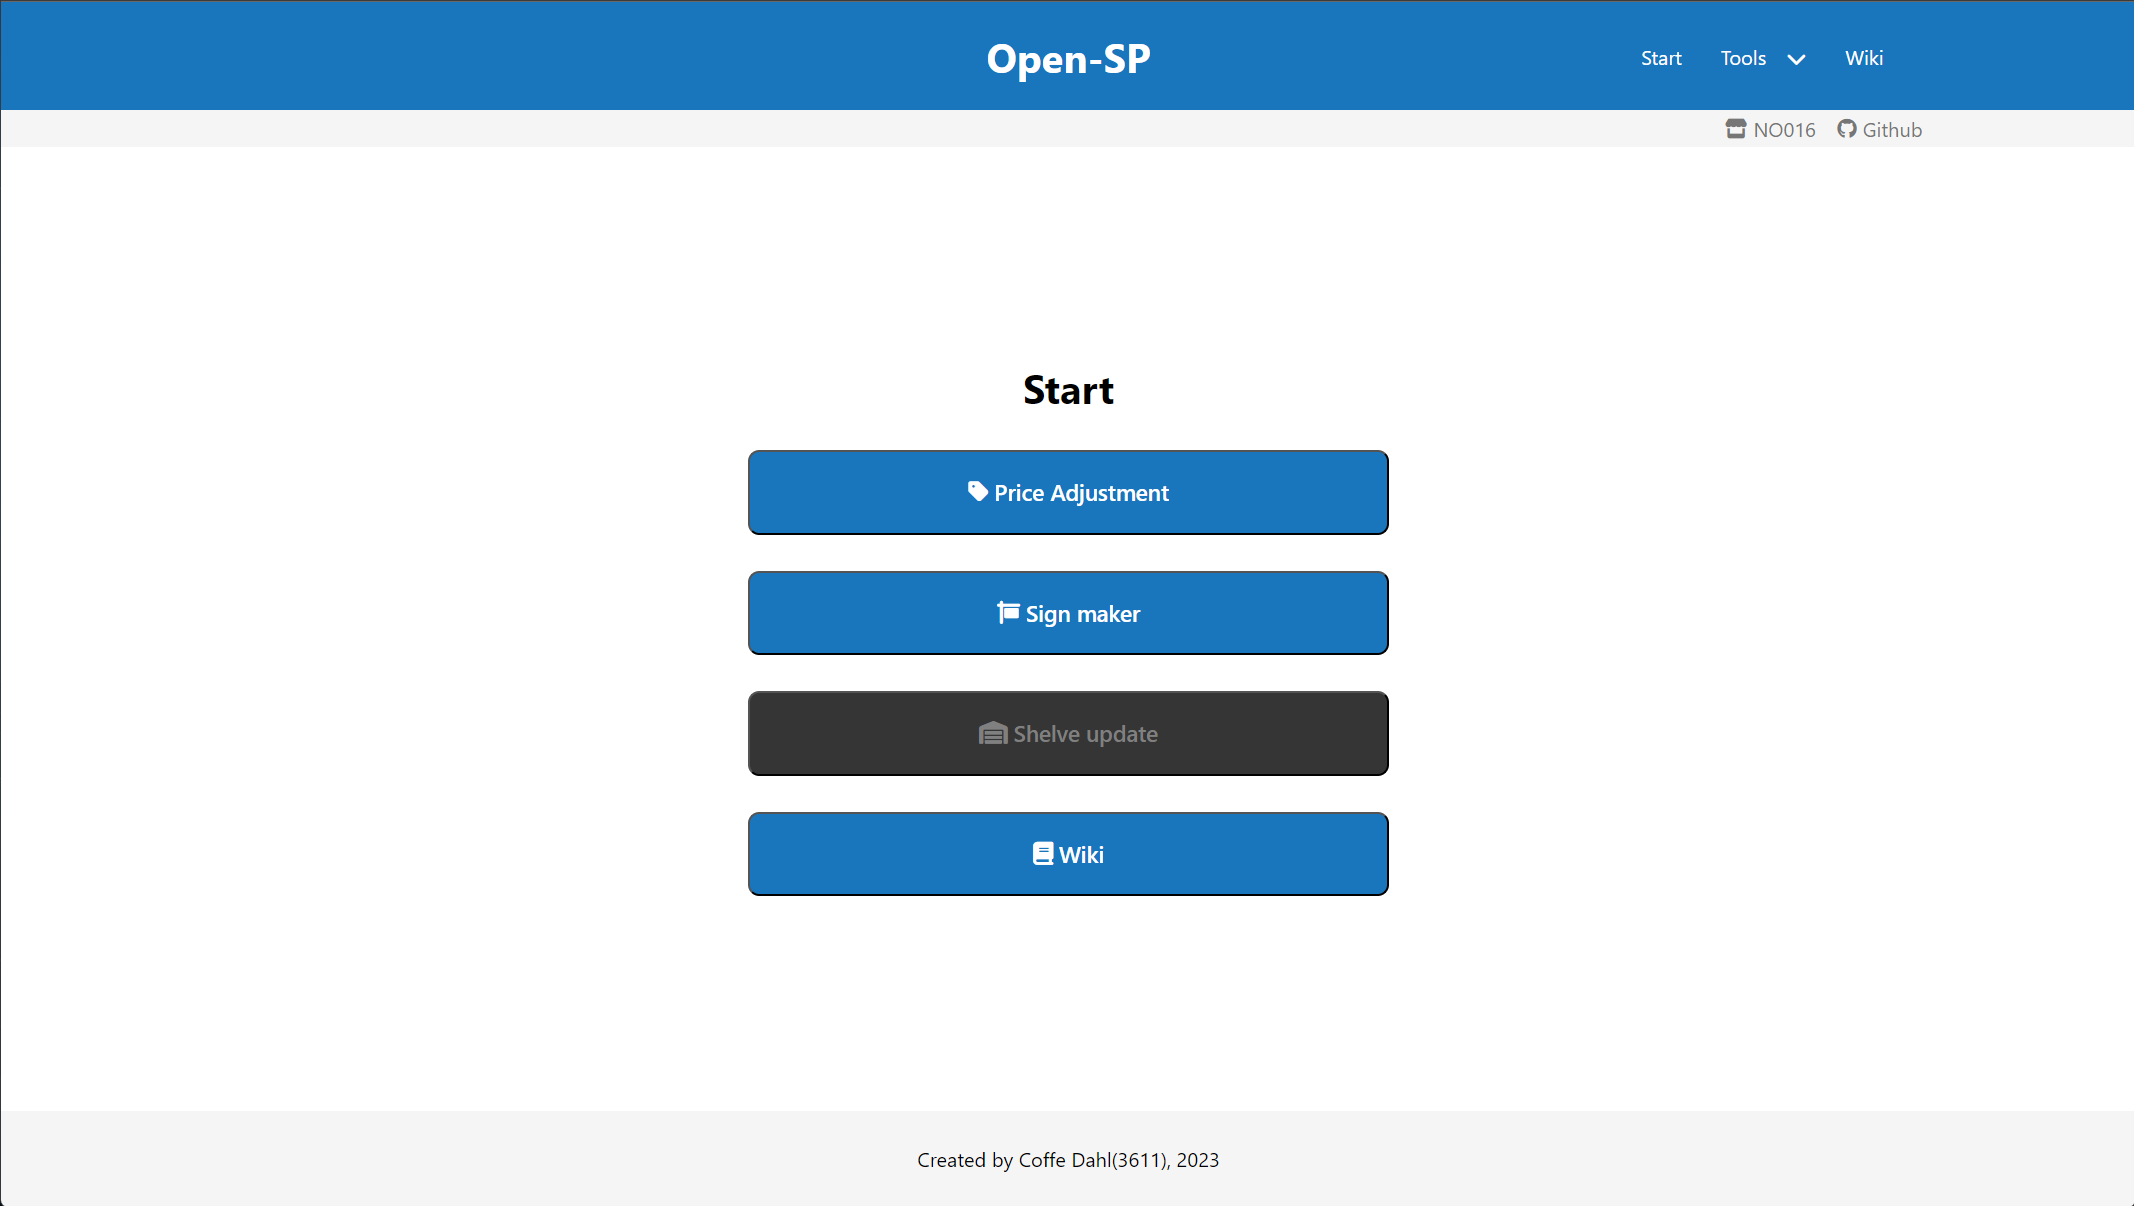 Open-SP
Start Tools Wiki
NO016 Github
Start
Price Adjustment
Sign maker
Shelve update
Wiki
Created by Coffe Dahl(3611), 2023